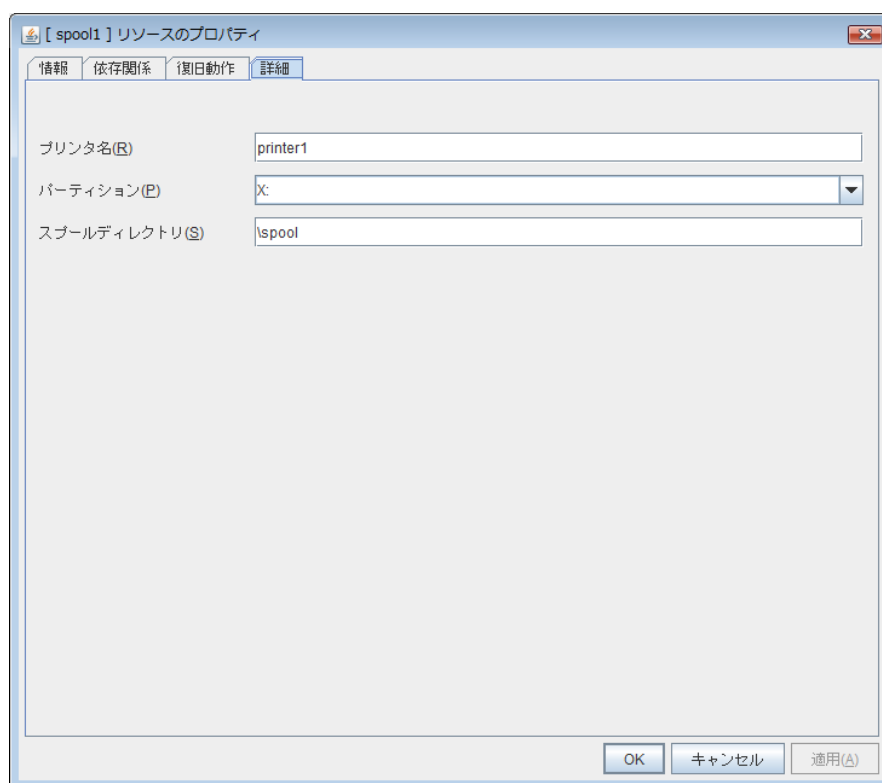 [ spool1 ] リソースのプロパティ
情報 依存関係 復旧動作 詳細
プリンタ名(R) printer1
パーティション(P) X:
スプールディレクトリ(S) \spool
OK キャンセル 適用(A)